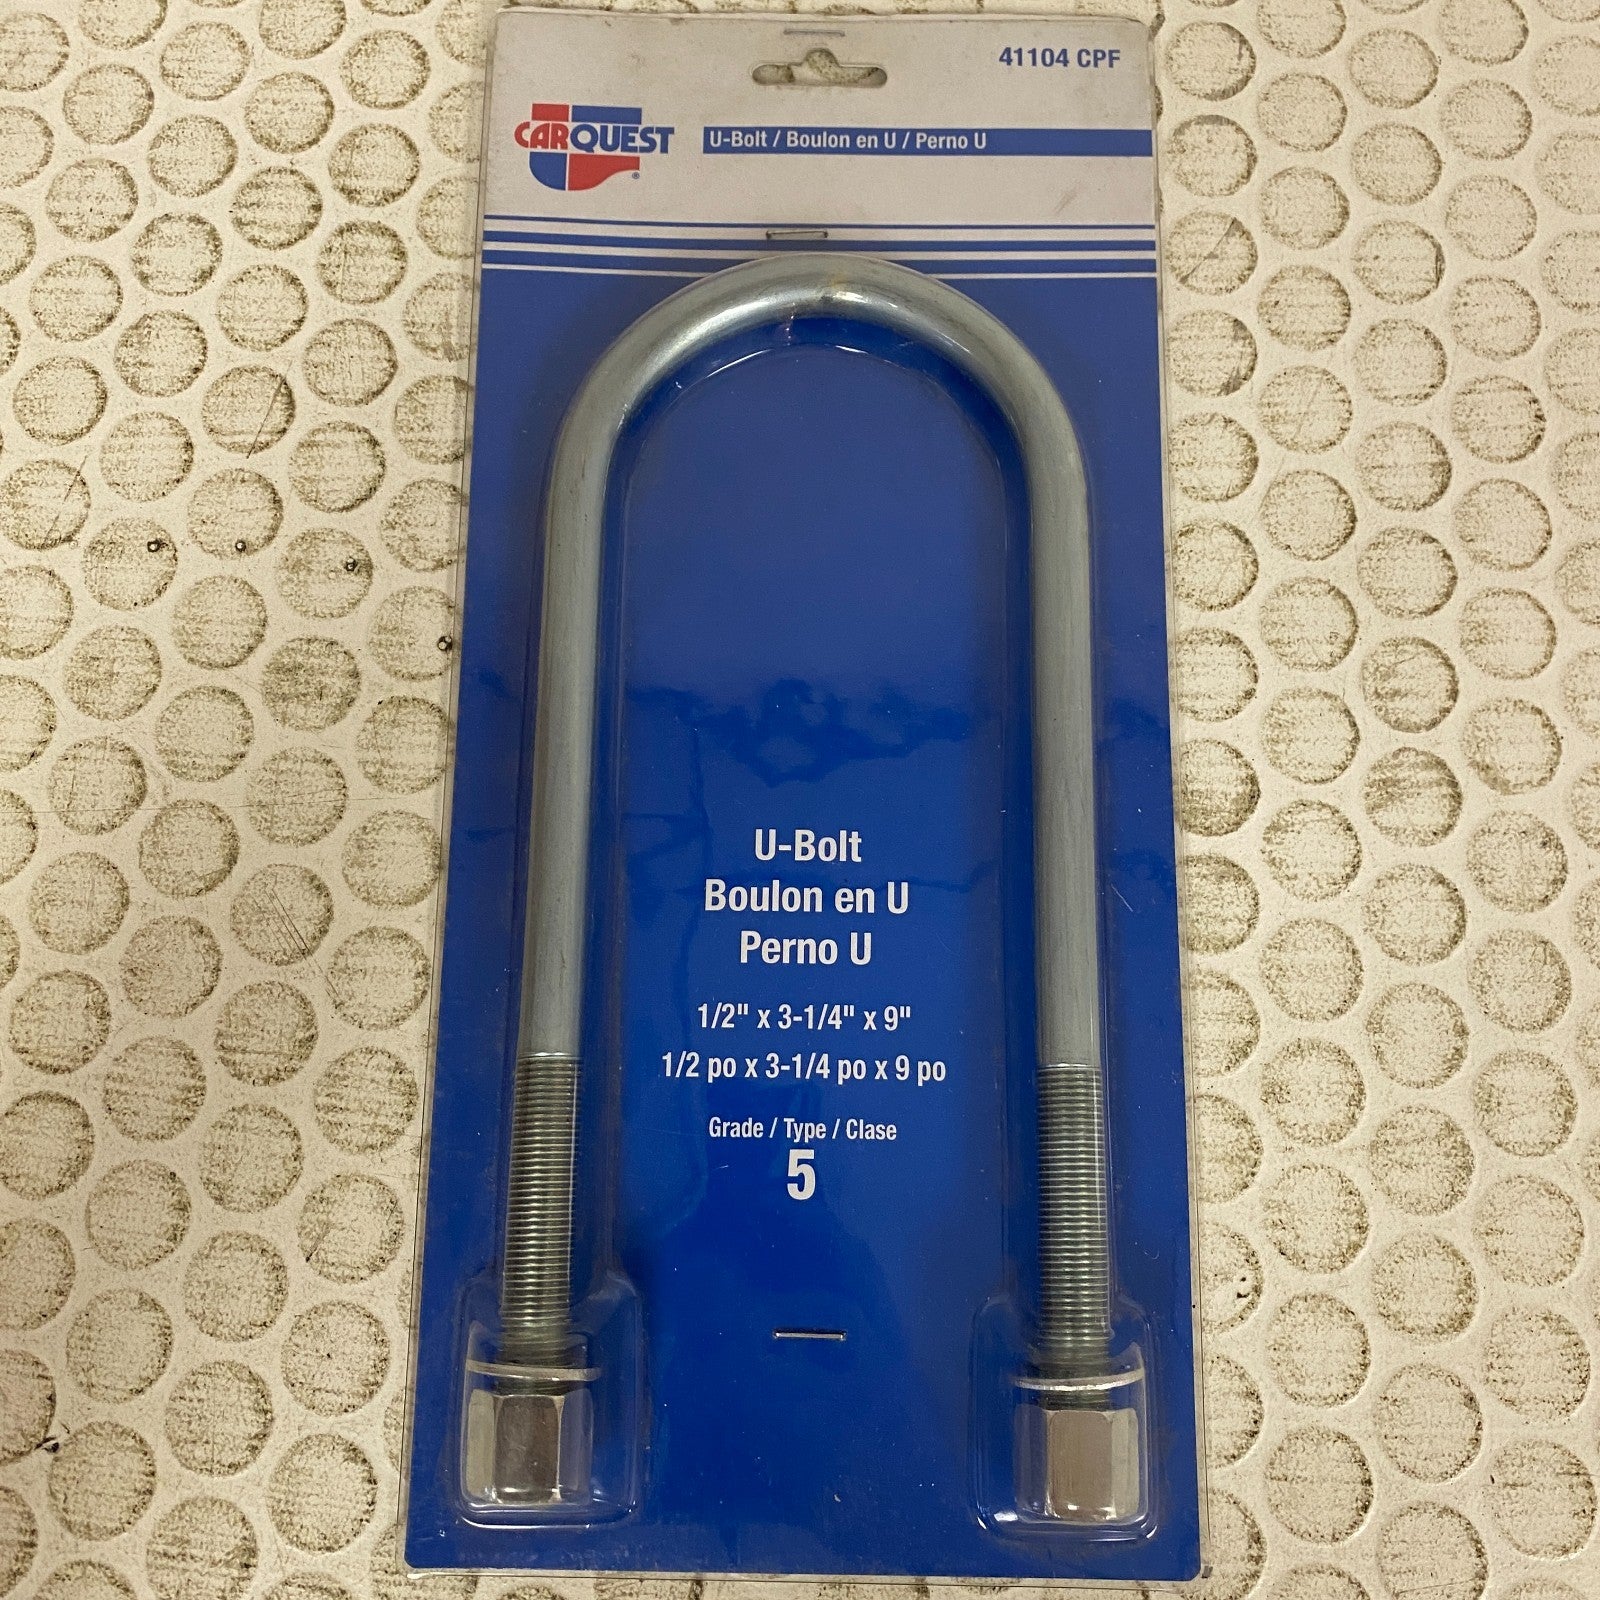 41104 CPF
CARQUEST®
U-Bolt / Boulon en U / Perno U
U-Bolt
Boulon en U
Perno U
1/2" x 3-1/4" x 9"
1/2 po x 3-1/4 po x 9 po
Grade / Type / Clase
5